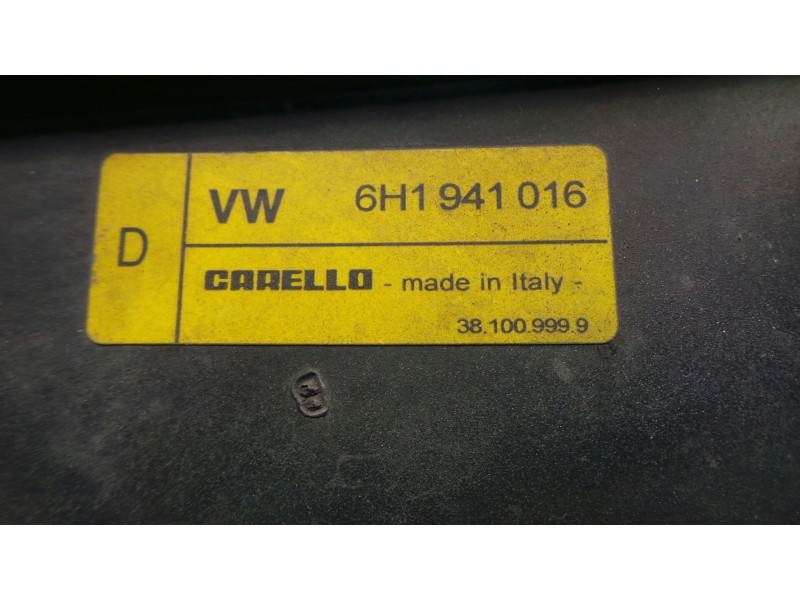 D
VW 6H1 941 016
CARELLO - made in Italy -
38.100.999.9